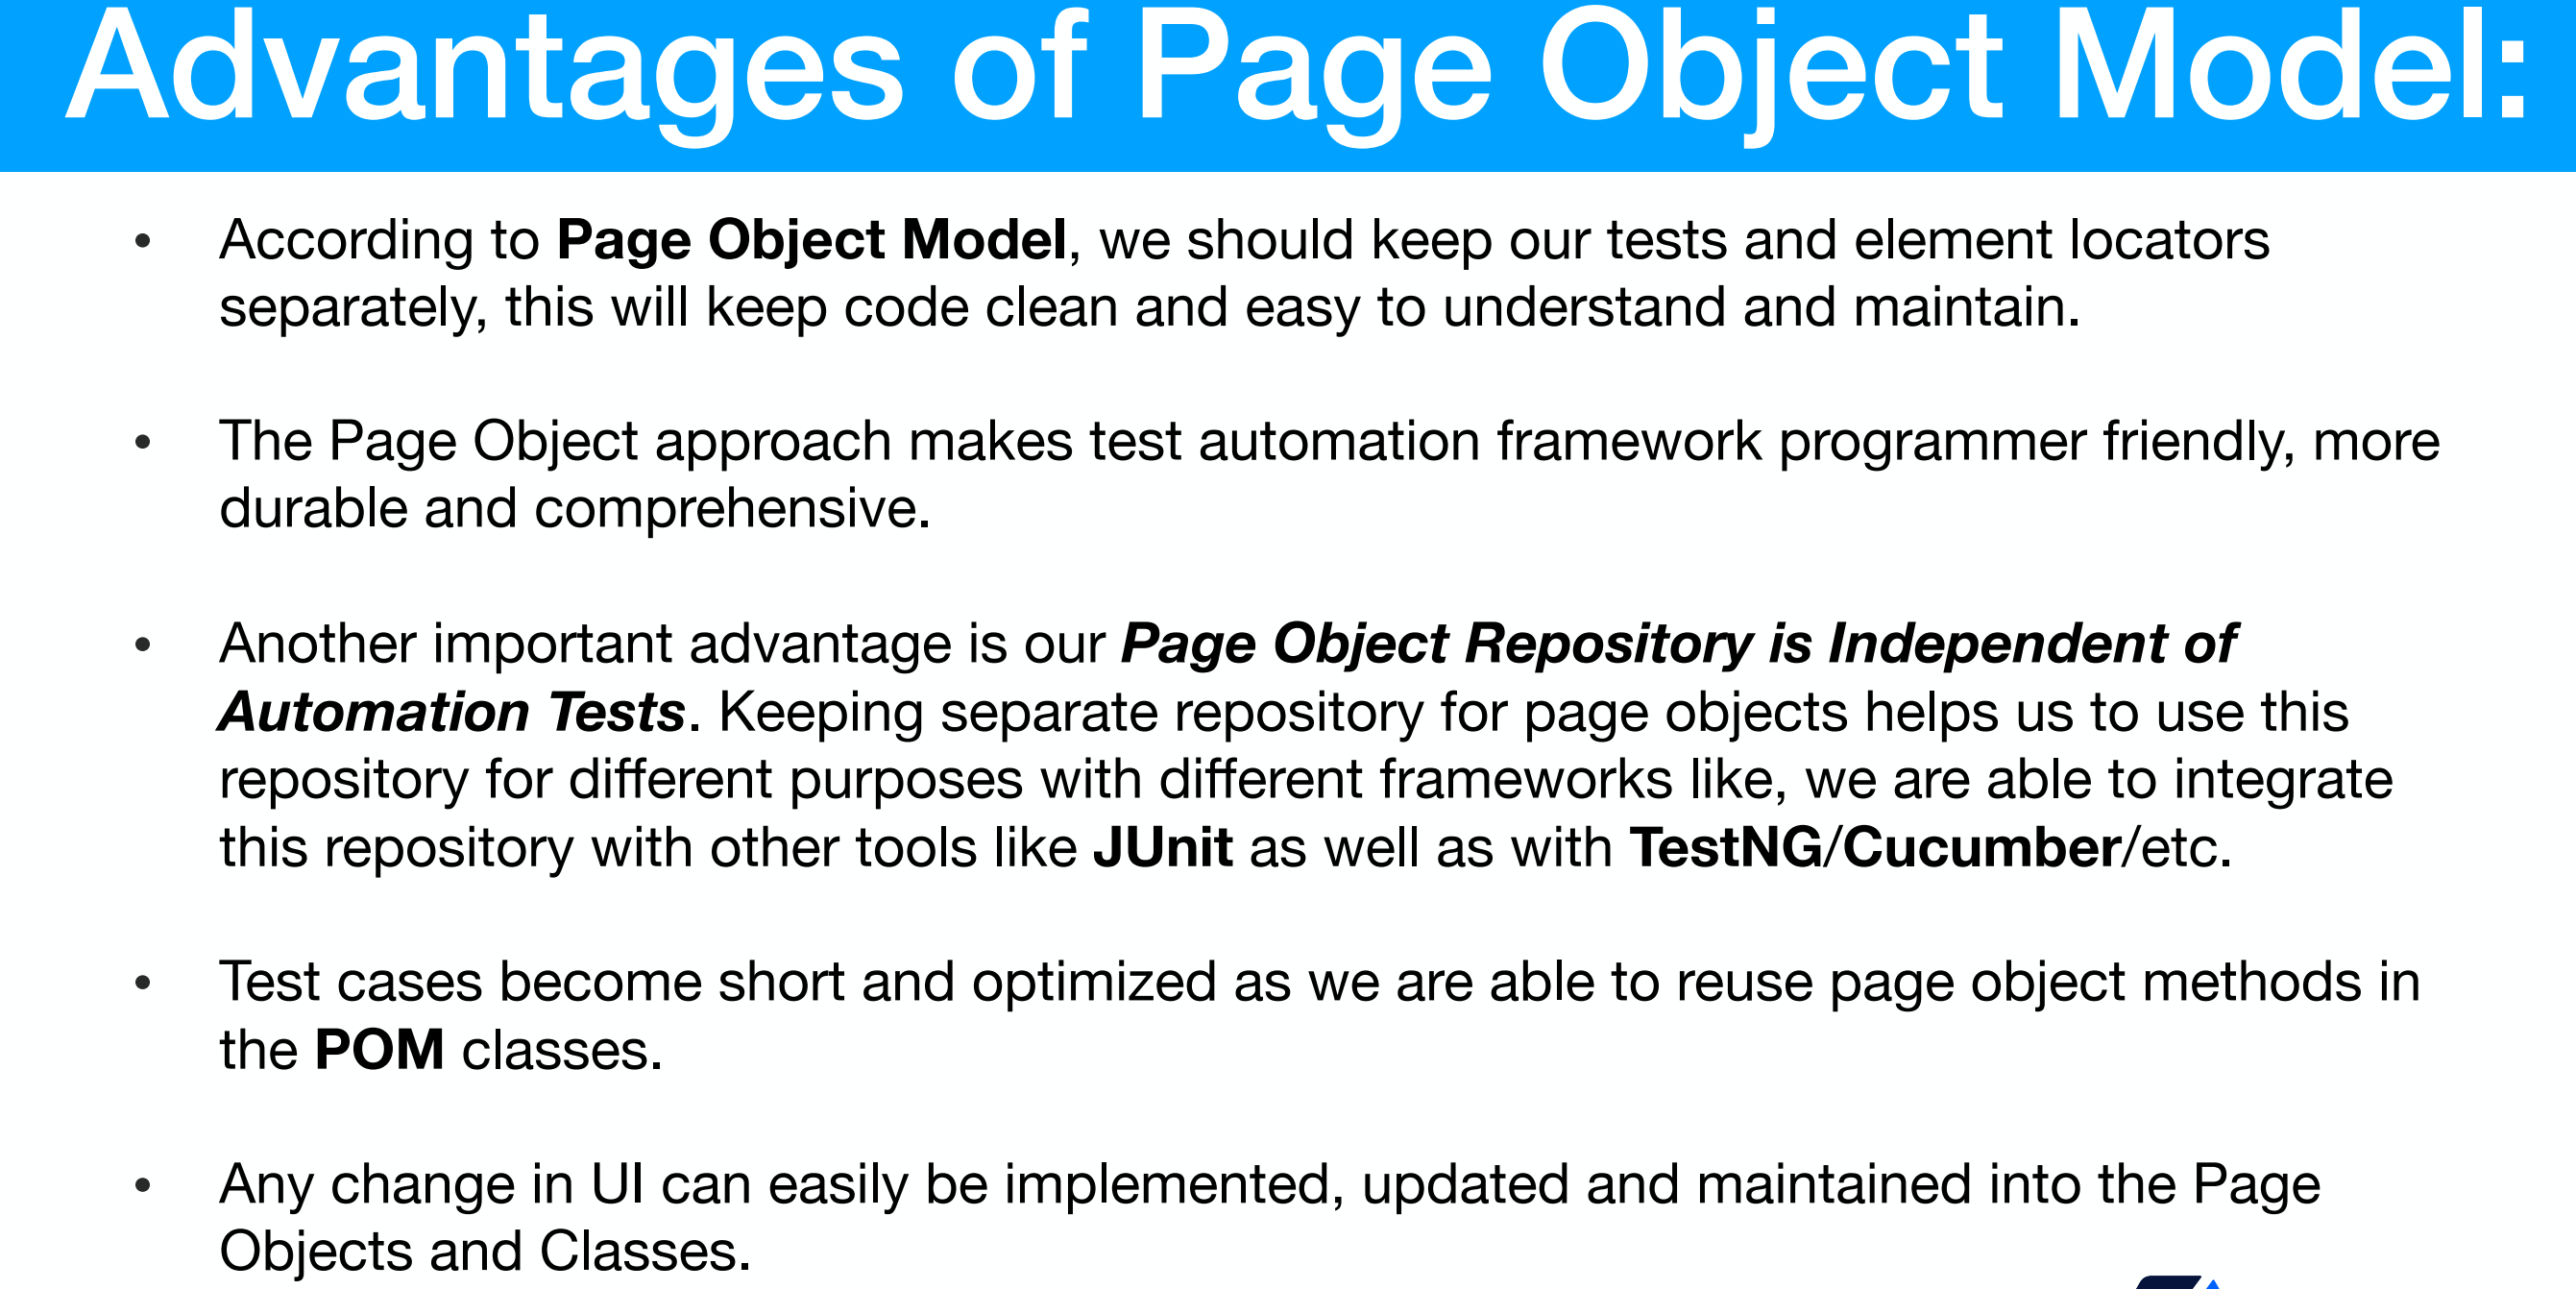 Advantages of Page Object Model:
• According to Page Object Model, we should keep our tests and element locators
separately, this will keep code clean and easy to understand and maintain.
• The Page Object approach makes test automation framework programmer friendly, more
durable and comprehensive.
• Another important advantage is our Page Object Repository is Independent of
Automation Tests. Keeping separate repository for page objects helps us to use this
repository for different purposes with different frameworks like, we are able to integrate
this repository with other tools like JUnit as well as with TestNG/Cucumber/etc.
• Test cases become short and optimized as we are able to reuse page object methods in
the POM classes.
• Any change in UI can easily be implemented, updated and maintained into the Page
Objects and Classes.